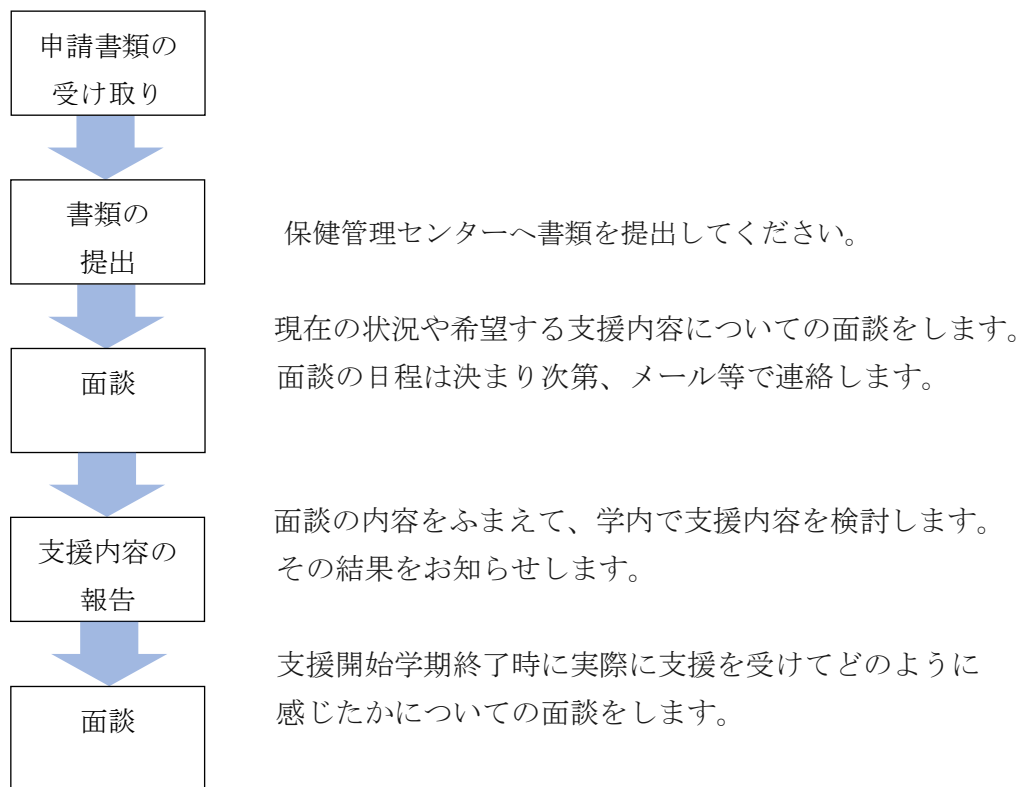 申請書類の
受け取り
書類の
提出
保健管理センターへ書類を提出してください。
現在の状況や希望する支援内容についての面談をします。
面談の日程は決まり次第、メール等で連絡します。
面談
面談の内容をふまえて、学内で支援内容を検討します。
その結果をお知らせします。
支援内容の
報告
支援開始学期終了時に実際に支援を受けてどのように
感じたかについての面談をします。
面談